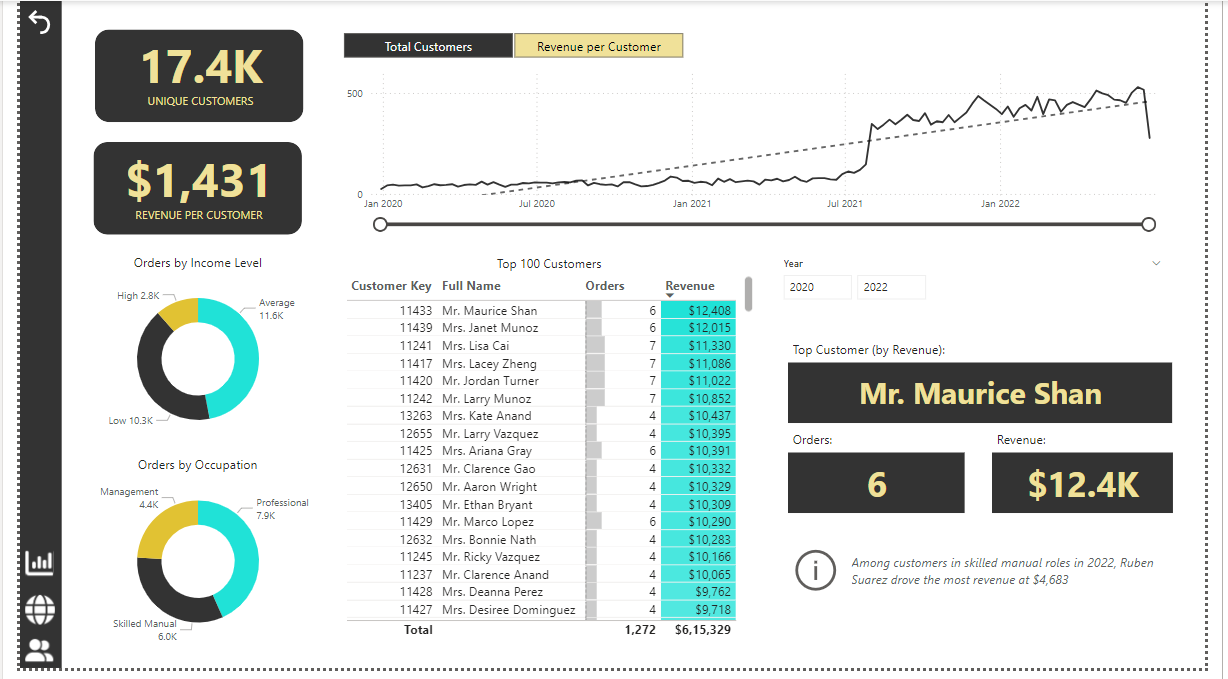 17.4K
UNIQUE CUSTOMERS
$1,431
REVENUE PER CUSTOMER
Total Customers
Revenue per Customer
500
0
Jan 2020
Jul 2020
Jan 2021
Jul 2021
Jan 2022
Orders by Income Level
High 2.8K
Average
11.6K
Low 10.3K
Orders by Occupation
Management
4.4K
Professional
7.9K
Skilled Manual
6.0K
Top 100 Customers
Customer Key Full Name Orders Revenue
11433 Mr. Maurice Shan 6 $12,408
11439 Mrs. Janet Munoz 6 $12,015
11241 Mrs. Lisa Cai 7 $11,330
11417 Mrs. Lacey Zheng 7 $11,086
11420 Mr. Jordan Turner 7 $11,022
11242 Mr. Larry Munoz 7 $10,852
13263 Mrs. Kate Anand 4 $10,437
12655 Mr. Larry Vazquez 4 $10,395
11425 Mrs. Ariana Gray 6 $10,391
12631 Mr. Clarence Gao 4 $10,332
12650 Mr. Aaron Wright 4 $10,329
13405 Mr. Ethan Bryant 4 $10,309
11429 Mr. Marco Lopez 6 $10,290
12632 Mrs. Bonnie Nath 4 $10,283
11245 Mr. Ricky Vazquez 4 $10,166
11237 Mr. Clarence Anand 4 $10,065
11428 Mrs. Deanna Perez 4 $9,762
11427 Mrs. Desiree Dominguez 4 $9,718
Total 1,272 $6,15,329
Year
2020
2022
Top Customer (by Revenue):
Mr. Maurice Shan
Orders:
6
Revenue:
$12.4K
Among customers in skilled manual roles in 2022, Ruben
Suarez drove the most revenue at $4,683